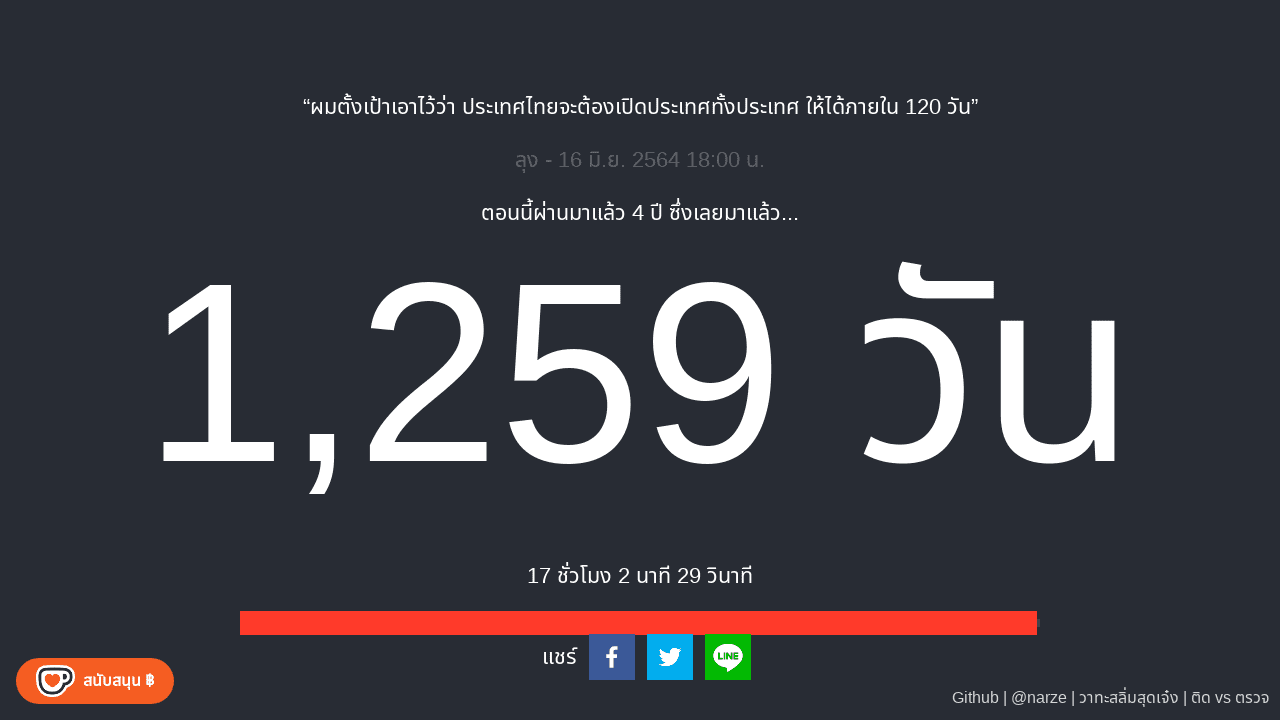 “ผมตั้งเป้าเอาไว้ว่า ประเทศไทยจะต้องเปิดประเทศทั้งประเทศ ให้ได้ภายใน 120 วัน”
ลุง - 16 มิ.ย. 2564 18:00 น.
ตอนนี้ผ่านมาแล้ว 4 ปี ซึ่งเลยมาแล้ว...
1,259 วัน
17 ชั่วโมง 2 นาที 29 วินาที
แชร์
LINE
สนับสนุน ฿
Github | @narze | วาทะสลิ่มสุดเจ๋ง | ติด vs ตรวจ